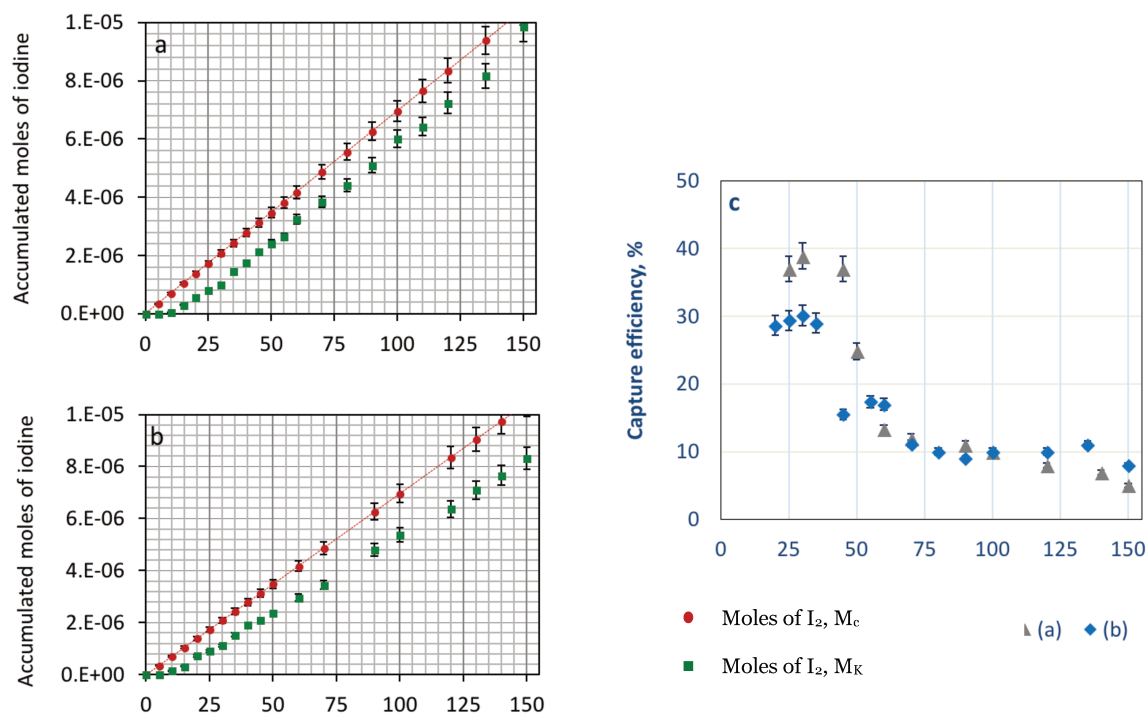 a
Accumulated moles of iodine
1.E-05
8.E-06
6.E-06
4.E-06
2.E-06
0.E+00
0 25 50 75 100 125 150
b
Accumulated moles of iodine
1.E-05
8.E-06
6.E-06
4.E-06
2.E-06
0.E+00
0 25 50 75 100 125 150
c
Capture efficiency, %
50
40
30
20
10
0
0 25 50 75 100 125 150
Moles of I₂, Mc
Moles of I₂, MK
(a) (b)